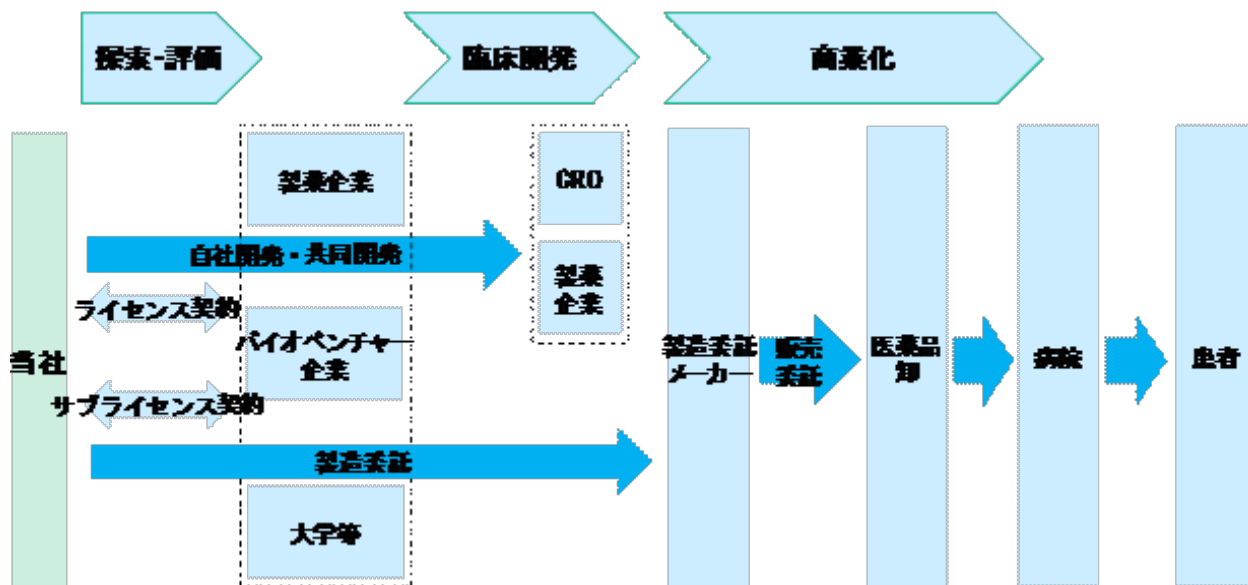 探索・評価
臨床開発
商業化
製薬企業
CRO
自社開発・共同開発
製薬
企業
ライセンス契約
バイオベンチャー
企業
当社
製造委託
メーカー
販売
委託
医薬品
卸
病院
患者
サブライセンス契約
製造委託
大学等